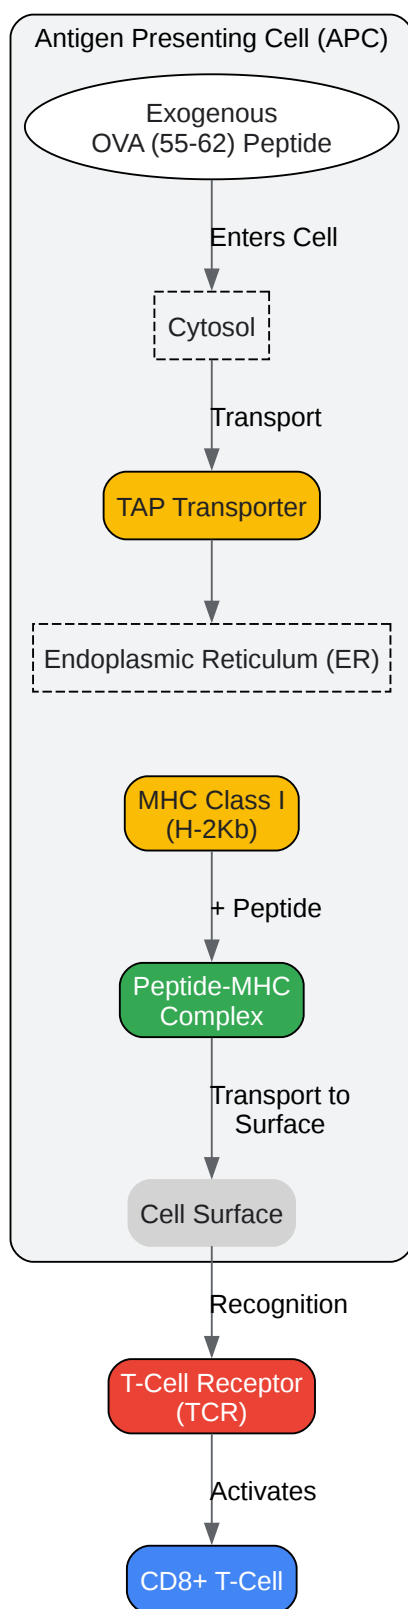 Antigen Presenting Cell (APC)
Exogenous
OVA (55-62) Peptide
Enters Cell
Cytosol
Transport
TAP Transporter
Endoplasmic Reticulum (ER)
MHC Class I
(H-2Kb)
+ Peptide
Peptide-MHC
Complex
Transport to
Surface
Cell Surface
Recognition
T-Cell Receptor
(TCR)
Activates
CD8+ T-Cell